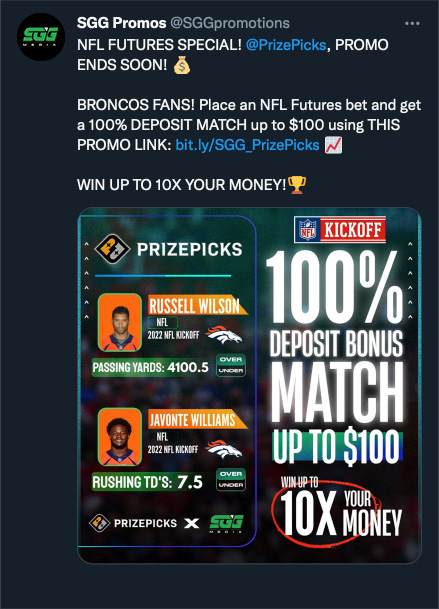 SGG Promos @SGGpromotions
NFL FUTURES SPECIAL! @PrizePicks, PROMO
ENDS SOON! 💰
BRONCOS FANS! Place an NFL Futures bet and get
a 100% DEPOSIT MATCH up to $100 using THIS
PROMO LINK: bit.ly/SGG_PrizePicks 📈
WIN UP TO 10X YOUR MONEY!🏆
SGG
MEDIA
PRIZEPICKS
RUSSELL WILSON
NFL
2022 NFL KICKOFF
PASSING YARDS: 4100.5
OVER
UNDER
JAVONTE WILLIAMS
NFL
2022 NFL KICKOFF
RUSHING TD'S: 7.5
OVER
UNDER
PRIZEPICKS X SGG
MEDIA
NFL KICKOFF
100%
DEPOSIT BONUS
MATCH
UP TO $100
WIN UP TO
10X YOUR
MONEY